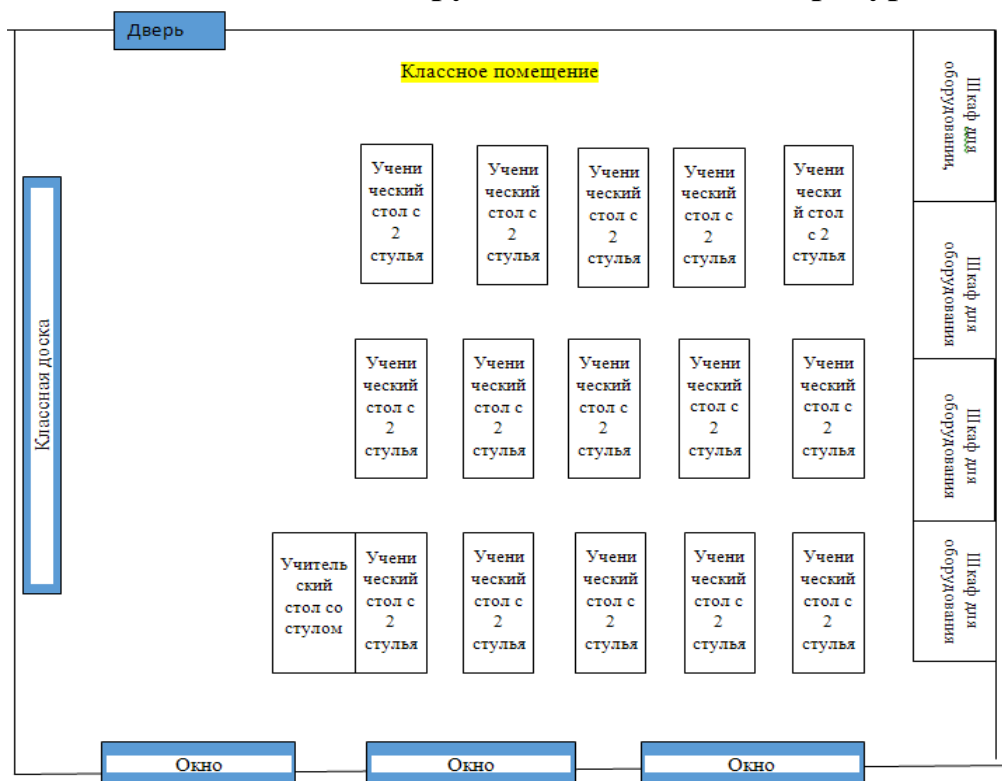 Дверь
Классное помещение
Шкаф для
оборудовании,
Учени
ческий
стол с
2
стулья
Учени
ческий
стол с
2
стулья
Учени
ческий
стол с
2
стулья
Учени
ческий
стол с
2
стулья
Учени
чески
й стол
с 2
стулья
Классная доска
Шкаф для
оборудования
Учени
ческий
стол с
2
стулья
Учени
ческий
стол с
2
стулья
Учени
ческий
стол с
2
стулья
Учени
ческий
стол с
2
стулья
Учени
ческий
стол с
2
стулья
Шкаф для
оборудования
Учитель
ский
стол со
стулом
Учени
ческий
стол с
2
стулья
Учени
ческий
стол с
2
стулья
Учени
ческий
стол с
2
стулья
Учени
ческий
стол с
2
стулья
Учени
ческий
стол с
2
стулья
Шкаф для
оборудования
Окно
Окно
Окно